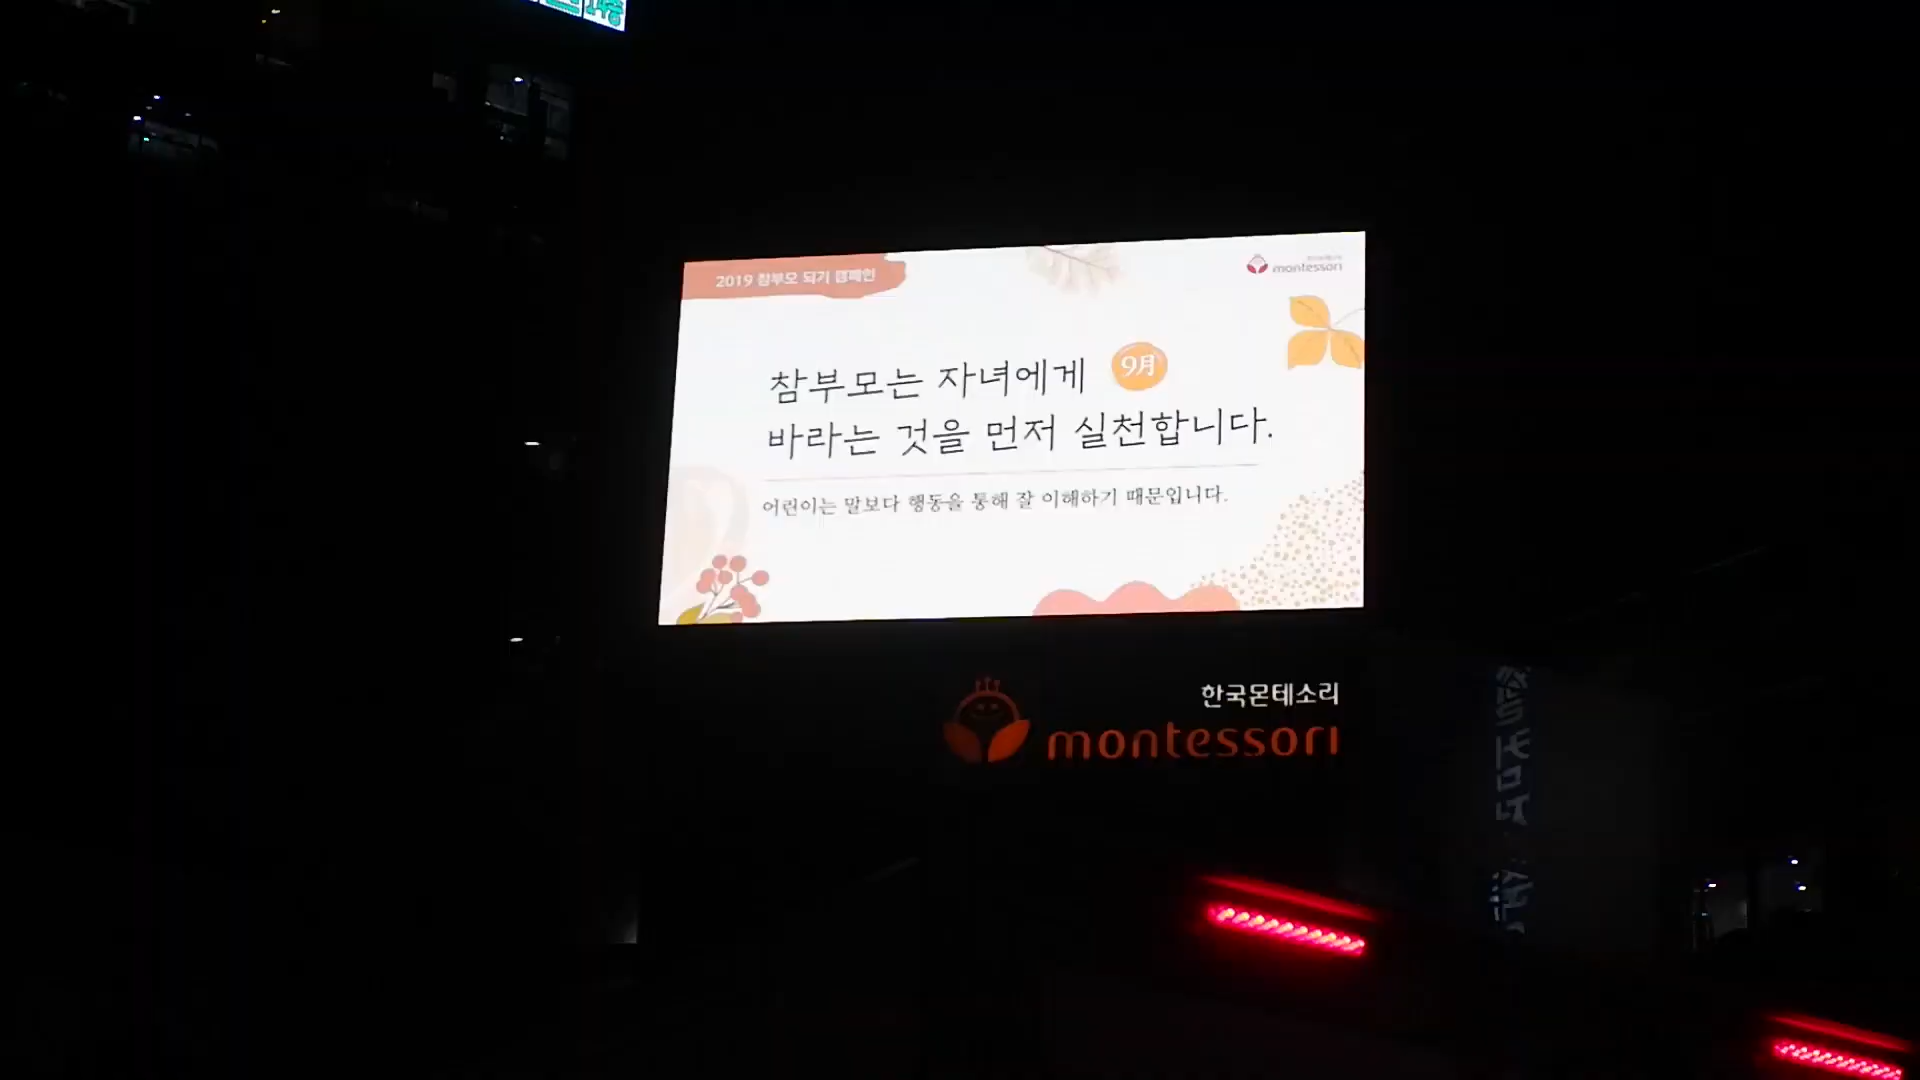 2019 참부모 되기 캠페인
montessori
참부모는 자녀에게 9月
바라는 것을 먼저 실천합니다.
어린이는 말보다 행동을 통해 잘 이해하기 때문입니다.
한국몬테소리
montessori